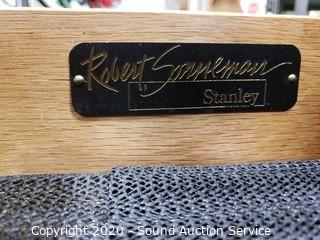 Robert Sonneman
Stanley
Copyright 2020 - Sound Auction Service